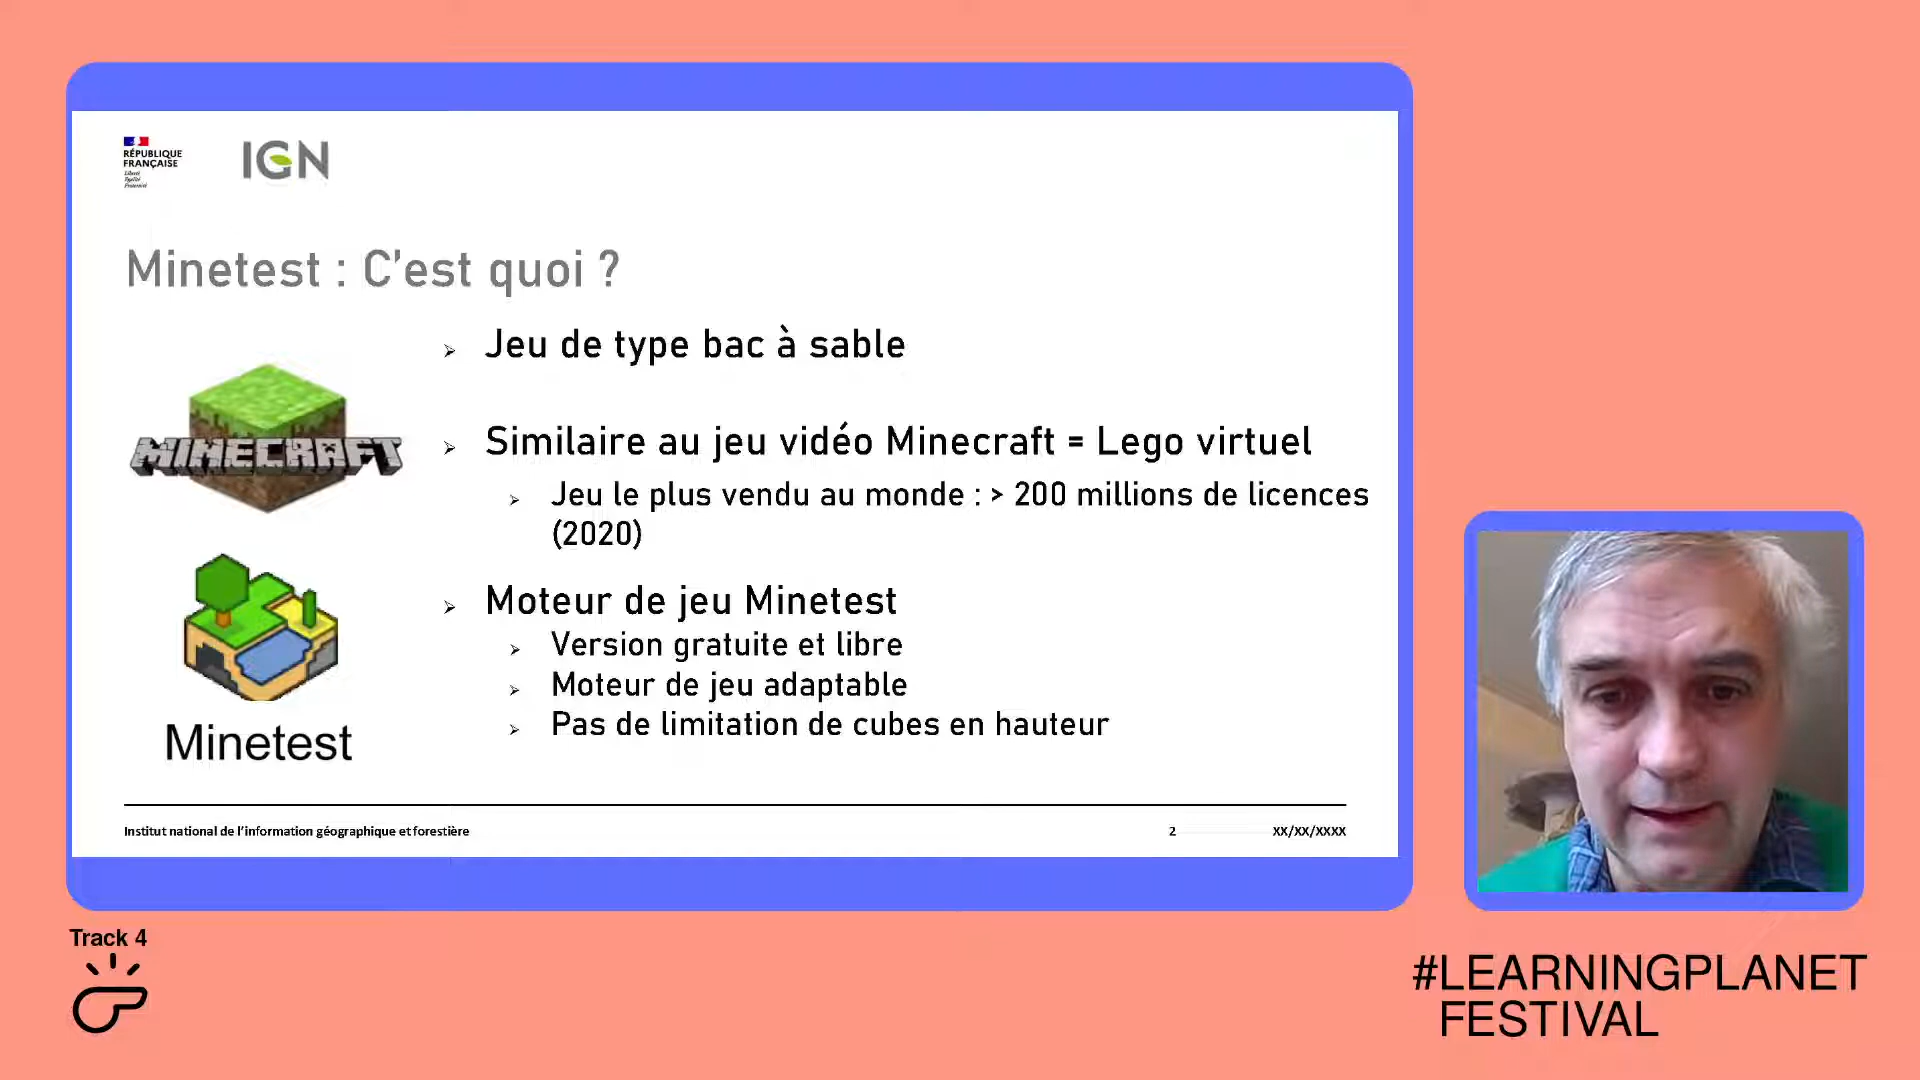 RÉPUBLIQUE
FRANÇAISE
Liberté
Égalité
Fraternité
IGN
Minetest : C'est quoi ?
Jeu de type bac à sable
MINECRAFT
Similaire au jeu vidéo Minecraft = Lego virtuel
Jeu le plus vendu au monde : > 200 millions de licences
(2020)
Moteur de jeu Minetest
Version gratuite et libre
Moteur de jeu adaptable
Pas de limitation de cubes en hauteur
Minetest
Institut national de l'information géographique et forestière
2
XX/XX/XXXX
Track 4
#LEARNINGPLANET
FESTIVAL